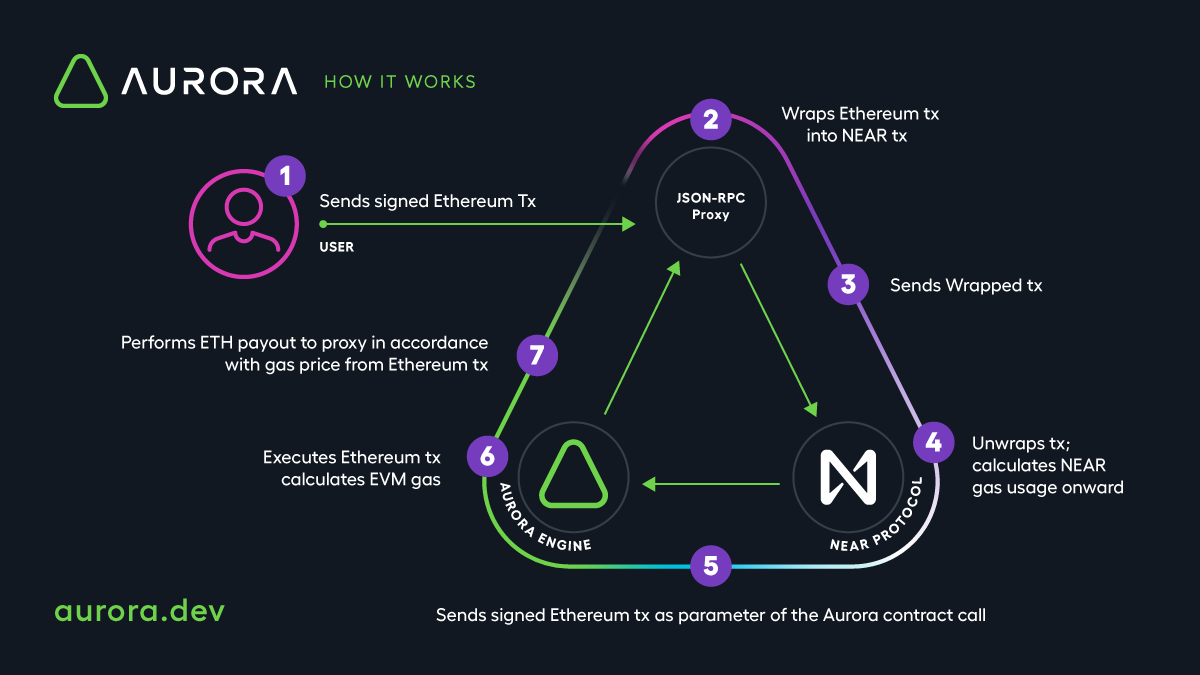 AURORA HOW IT WORKS
1
Sends signed Ethereum Tx
USER
2
Wraps Ethereum tx
into NEAR tx
JSON-RPC
Proxy
3
Sends Wrapped tx
4
Unwraps tx;
calculates NEAR
gas usage onward
NEAR PROTOCOL
5
Sends signed Ethereum tx as parameter of the Aurora contract call
6
Executes Ethereum tx
calculates EVM gas
AURORA ENGINE
7
Performs ETH payout to proxy in accordance
with gas price from Ethereum tx
aurora.dev